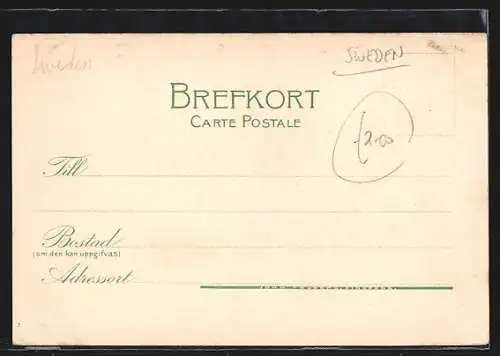 Sweden
SWEDEN
BREFKORT
CARTE POSTALE
£2.00
Till
Bostad
(om den kan uppgifvas)
Adressort